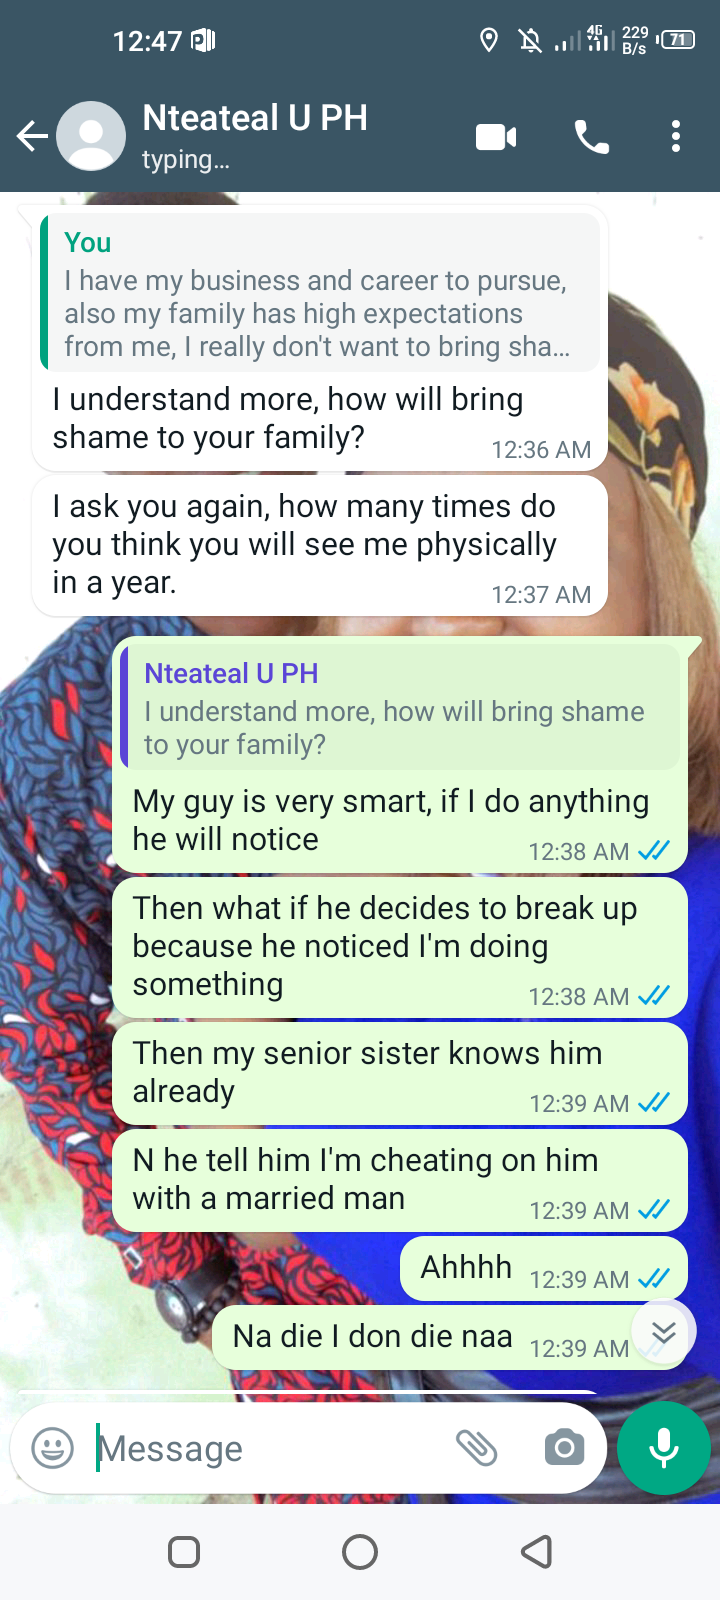 12:47
4G
229
B/s
71
Nteateal U PH
typing...
You
I have my business and career to pursue,
also my family has high expectations
from me, I really don't want to bring sha...
I understand more, how will bring
shame to your family?
12:36 AM
I ask you again, how many times do
you think you will see me physically
in a year.
12:37 AM
Nteateal U PH
I understand more, how will bring shame
to your family?
My guy is very smart, if I do anything
he will notice
12:38 AM
Then what if he decides to break up
because he noticed I'm doing
something
12:38 AM
Then my senior sister knows him
already
12:39 AM
N he tell him I'm cheating on him
with a married man
12:39 AM
Ahhhh
12:39 AM
Na die I don die naa
12:39 AM
Message